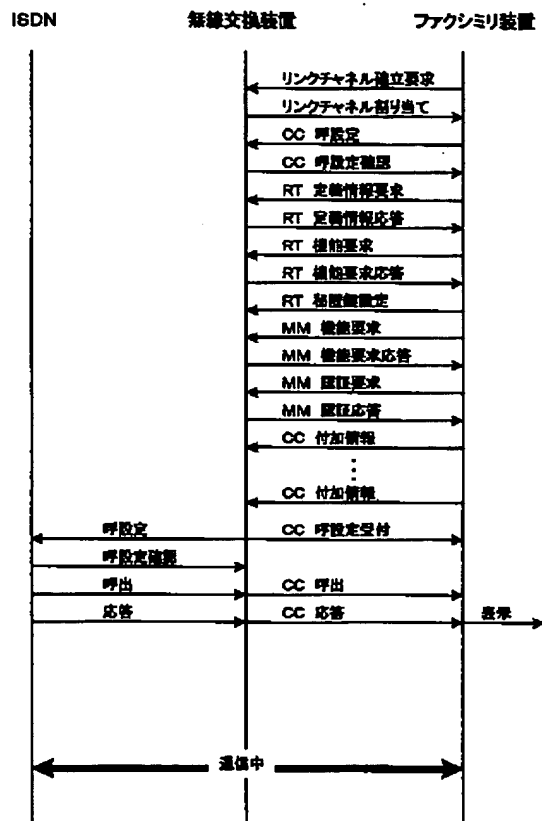 ISDN 無線交換装置 ファクシミリ装置
リンクチャネル確立要求
リンクチャネル割り当て
CC 呼設定
CC 呼設定確認
RT 定義情報要求
RT 定義情報応答
RT 機能要求
RT 機能要求応答
RT 秘匿鍵設定
MM 機能要求
MM 機能要求応答
MM 認証要求
MM 認証応答
CC 付加情報
CC 付加情報
呼設定 CC 呼設定受付
呼設定確認
呼出 CC 呼出
応答 CC 応答 表示
通信中